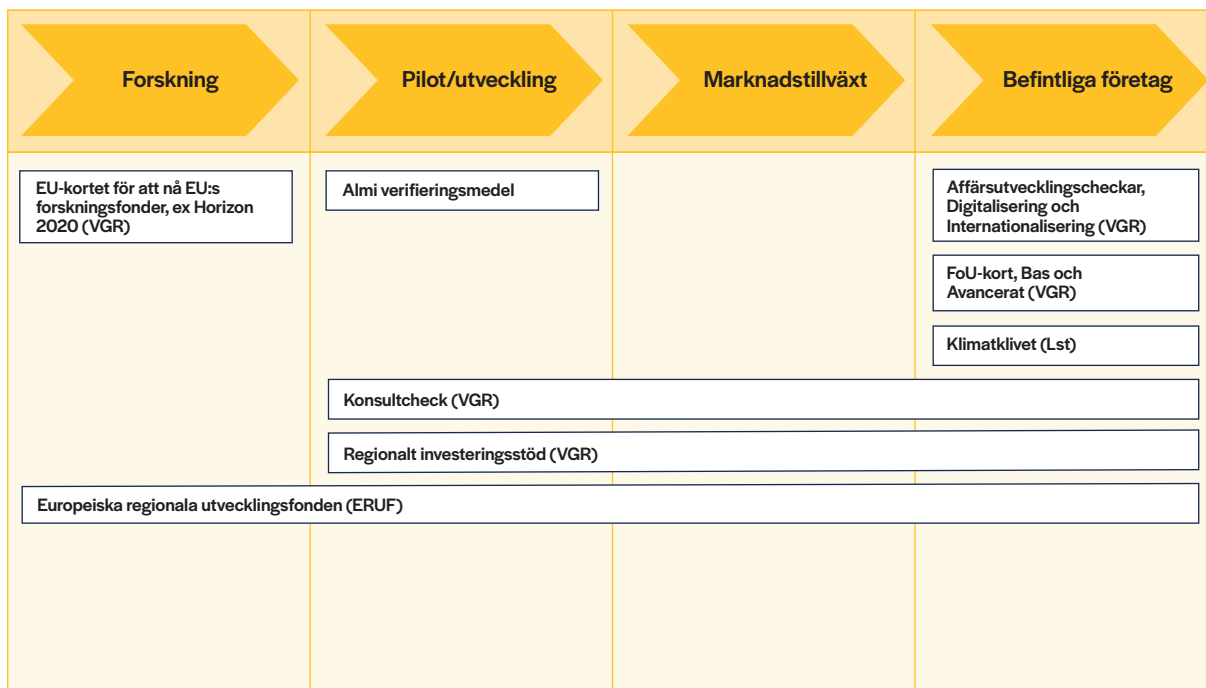 Forskning
Pilot/utveckling
Marknadstillväxt
Befintliga företag
EU-kortet för att nå EU:s
forskningsfonder, ex Horizon
2020 (VGR)
Almi verifieringsmedel
Affärsutvecklingscheckar,
Digitalisering och
Internationalisering (VGR)
FoU-kort, Bas och
Avancerat (VGR)
Klimatklivet (Lst)
Konsultcheck (VGR)
Regionalt investeringsstöd (VGR)
Europeiska regionala utvecklingsfonden (ERUF)